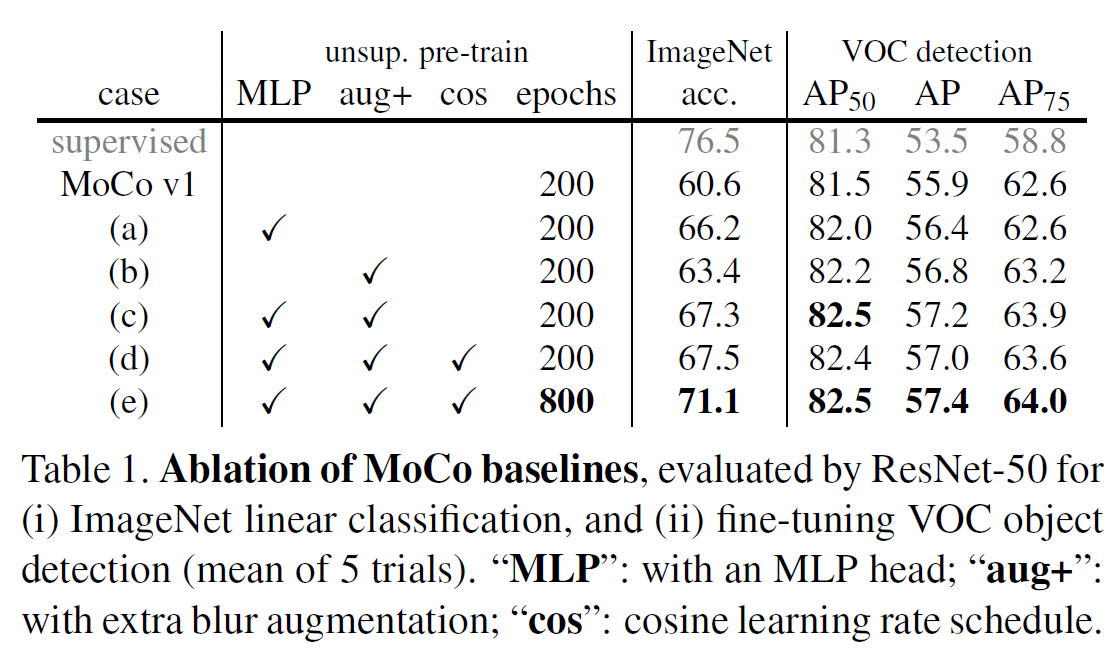 unsup. pre-train ImageNet VOC detection
case MLP aug+ cos epochs acc. AP50 AP AP75
supervised 76.5 81.3 53.5 58.8
MoCo v1 200 60.6 81.5 55.9 62.6
(a) ✓ 200 66.2 82.0 56.4 62.6
(b) ✓ 200 63.4 82.2 56.8 63.2
(c) ✓ ✓ 200 67.3 82.5 57.2 63.9
(d) ✓ ✓ ✓ 200 67.5 82.4 57.0 63.6
(e) ✓ ✓ ✓ 800 71.1 82.5 57.4 64.0
Table 1. Ablation of MoCo baselines, evaluated by ResNet-50 for
(i) ImageNet linear classification, and (ii) fine-tuning VOC object
detection (mean of 5 trials). “MLP”: with an MLP head; “aug+”:
with extra blur augmentation; “cos”: cosine learning rate schedule.